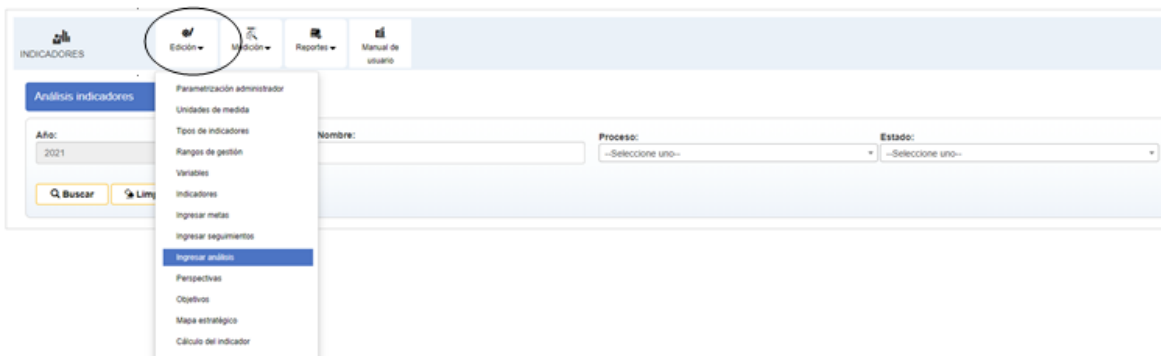 INDICADORES
Edición
Medición
Reportes
Manual de
usuario
Análisis indicadores
Parametrización administrador
Unidades de medida
Tipos de indicadores
Rangos de gestión
Variables
Indicadores
Ingresar metas
Ingresar seguimientos
Ingresar análisis
Perspectivas
Objetivos
Mapa estratégico
Cálculo del indicador
Año:
2021
Nombre:
Proceso:
--Seleccione uno--
Estado:
--Seleccione uno--
Buscar
Limp